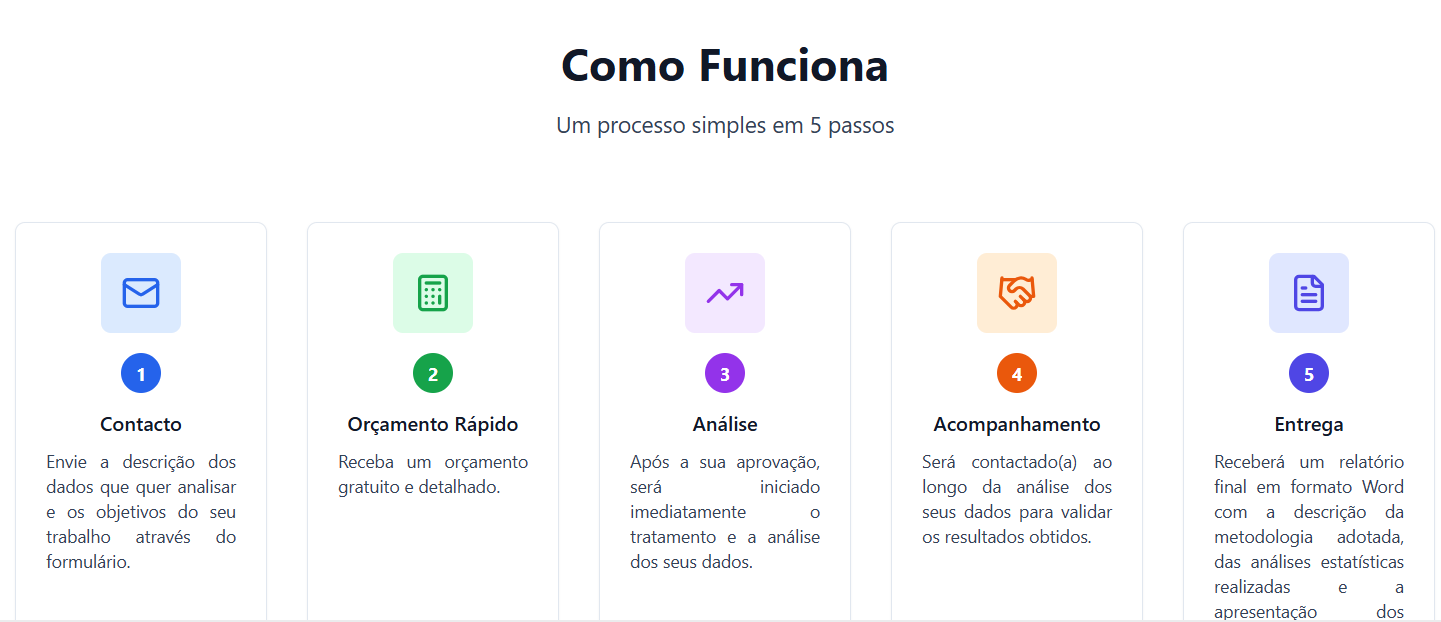 Como Funciona
Um processo simples em 5 passos
1
Contacto
Envie a descrição dos
dados que quer analisar
e os objetivos do seu
trabalho através do
formulário.
2
Orçamento Rápido
Receba um orçamento
gratuito e detalhado.
3
Análise
Após a sua aprovação,
será iniciado
imediatamente o
tratamento e a análise
dos seus dados.
4
Acompanhamento
Será contactado(a) ao
longo da análise dos
seus dados para validar
os resultados obtidos.
5
Entrega
Receberá um relatório
final em formato Word
com a descrição da
metodologia adotada,
das análises estatísticas
realizadas e a
apresentação dos